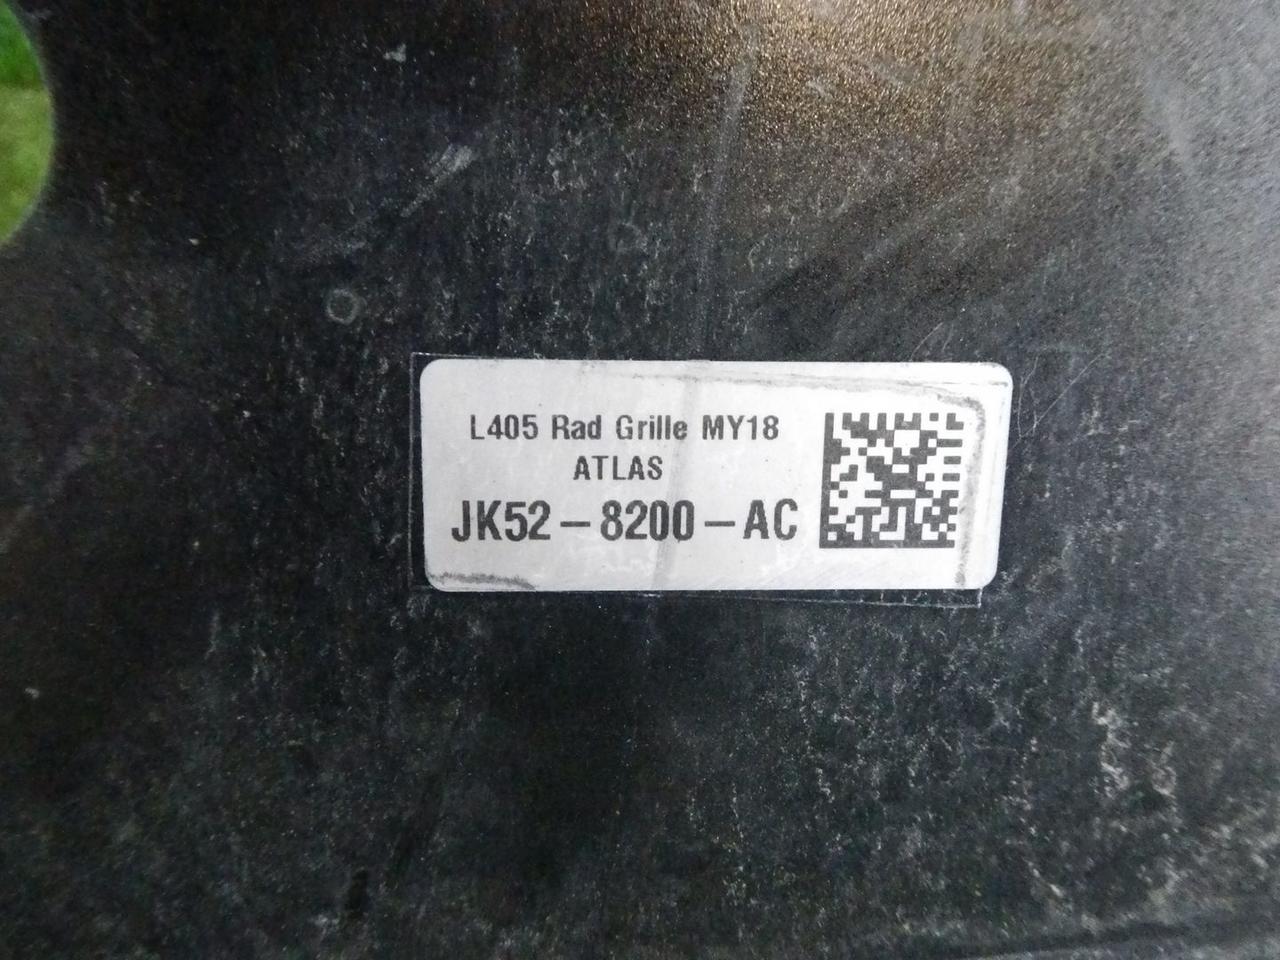 L405 Rad Grille MY18
ATLAS
JK52-8200-AC